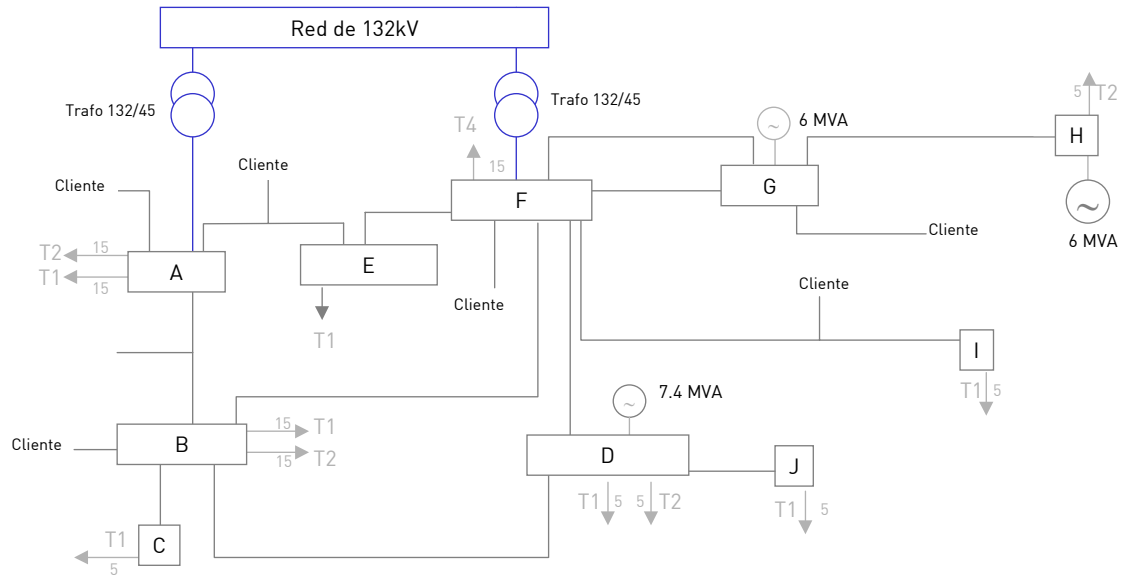 Red de 132kV
Trafo 132/45
Trafo 132/45
T4
15
~
6 MVA
5
T2
H
~
6 MVA
Cliente
Cliente
F
G
Cliente
T2
15
T1
15
A
E
T1
Cliente
Cliente
I
T1
5
~
7.4 MVA
Cliente
B
15
T1
15
T2
D
T1
5
5
T2
J
T1
5
T1
5
C